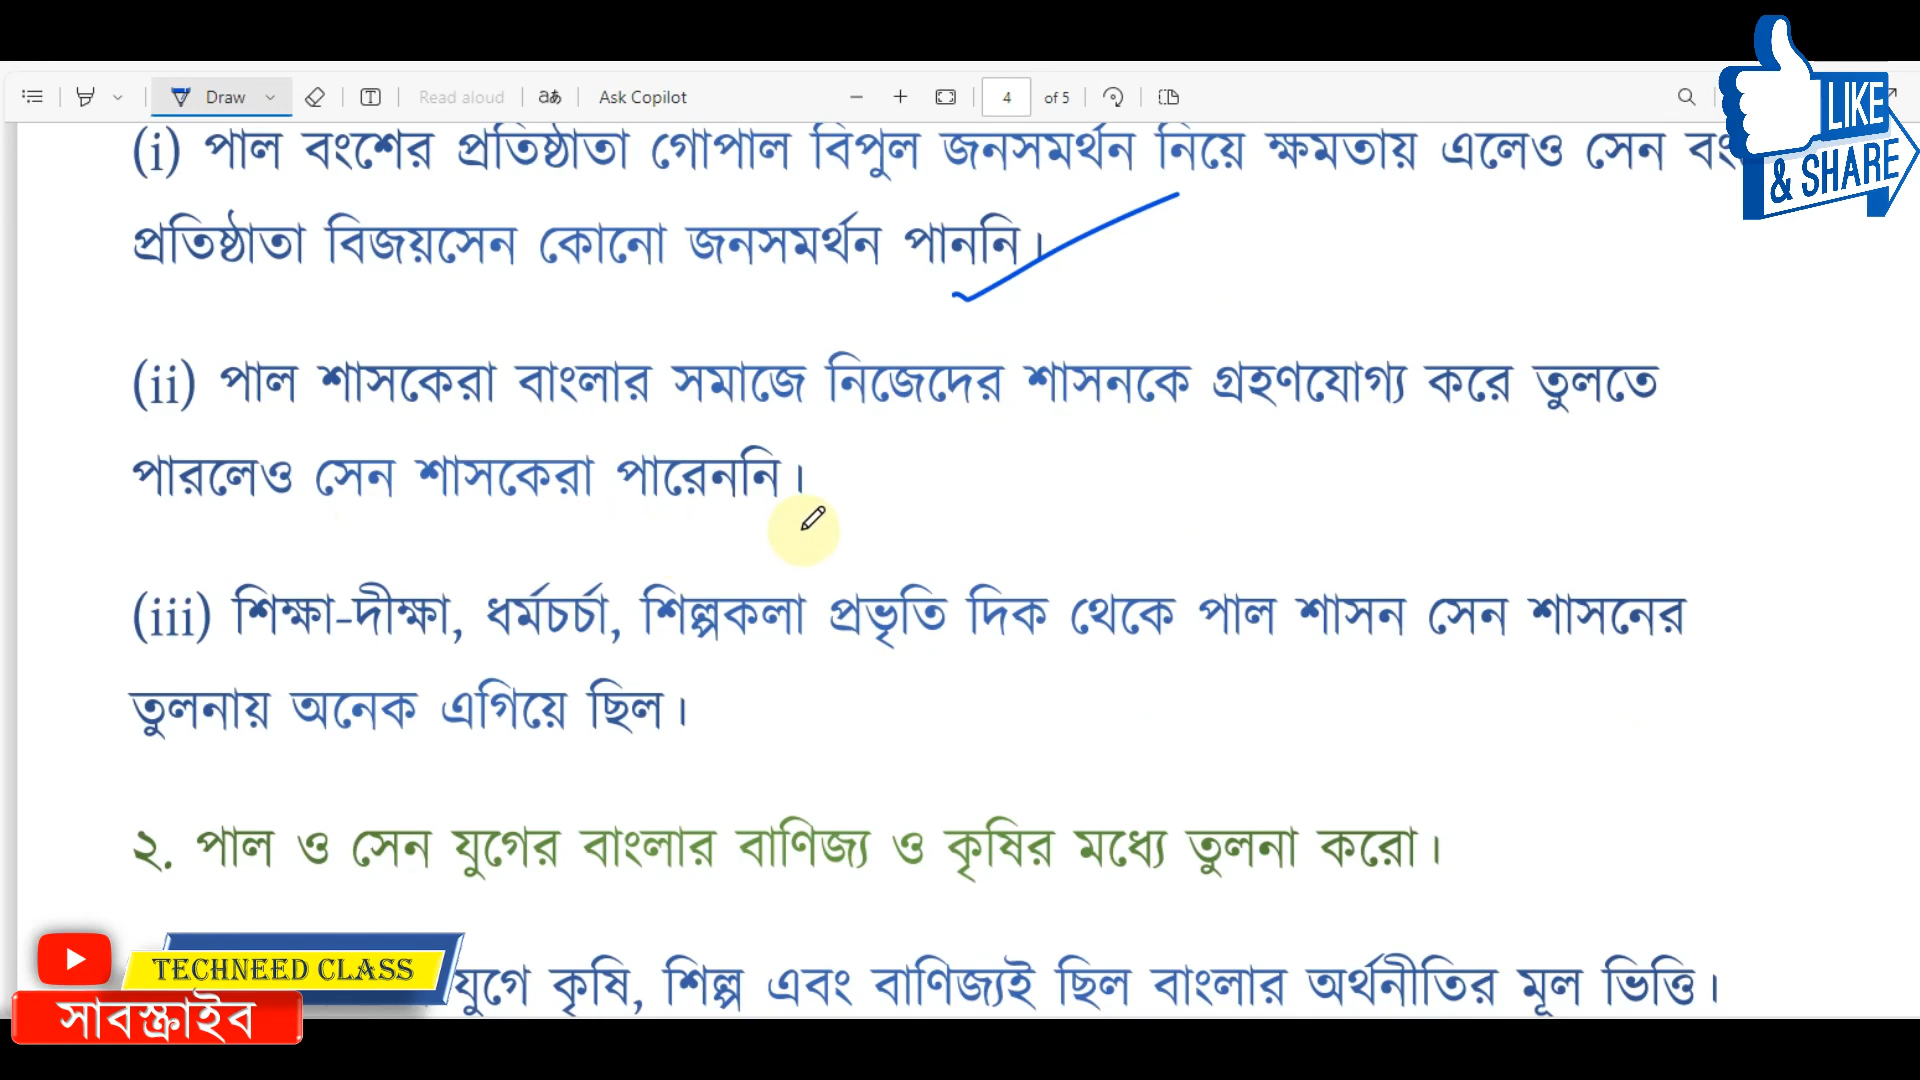 Draw
Read aloud
aあ
Ask Copilot
4
of 5
LIKE
& SHARE
(i) পাল বংশের প্রতিষ্ঠাতা গোপাল বিপুল জনসমর্থন নিয়ে ক্ষমতায় এলেও সেন
প্রতিষ্ঠাতা বিজয়সেন কোনো জনসমর্থন পাননি।
(ii) পাল শাসকেরা বাংলার সমাজে নিজেদের শাসনকে গ্রহণযোগ্য করে তুলতে
পারলেও সেন শাসকেরা পারেননি।
(iii) শিক্ষা-দীক্ষা, ধর্মচর্চা, শিল্পকলা প্রভৃতি দিক থেকে পাল শাসন সেন শাসনের
তুলনায় অনেক এগিয়ে ছিল।
২. পাল ও সেন যুগের বাংলার বাণিজ্য ও কৃষির মধ্যে তুলনা করো।
যুগে কৃষি, শিল্প এবং বাণিজ্যই ছিল বাংলার অর্থনীতির মূল ভিত্তি।
TECHNEED CLASS
সাবস্ক্রাইব